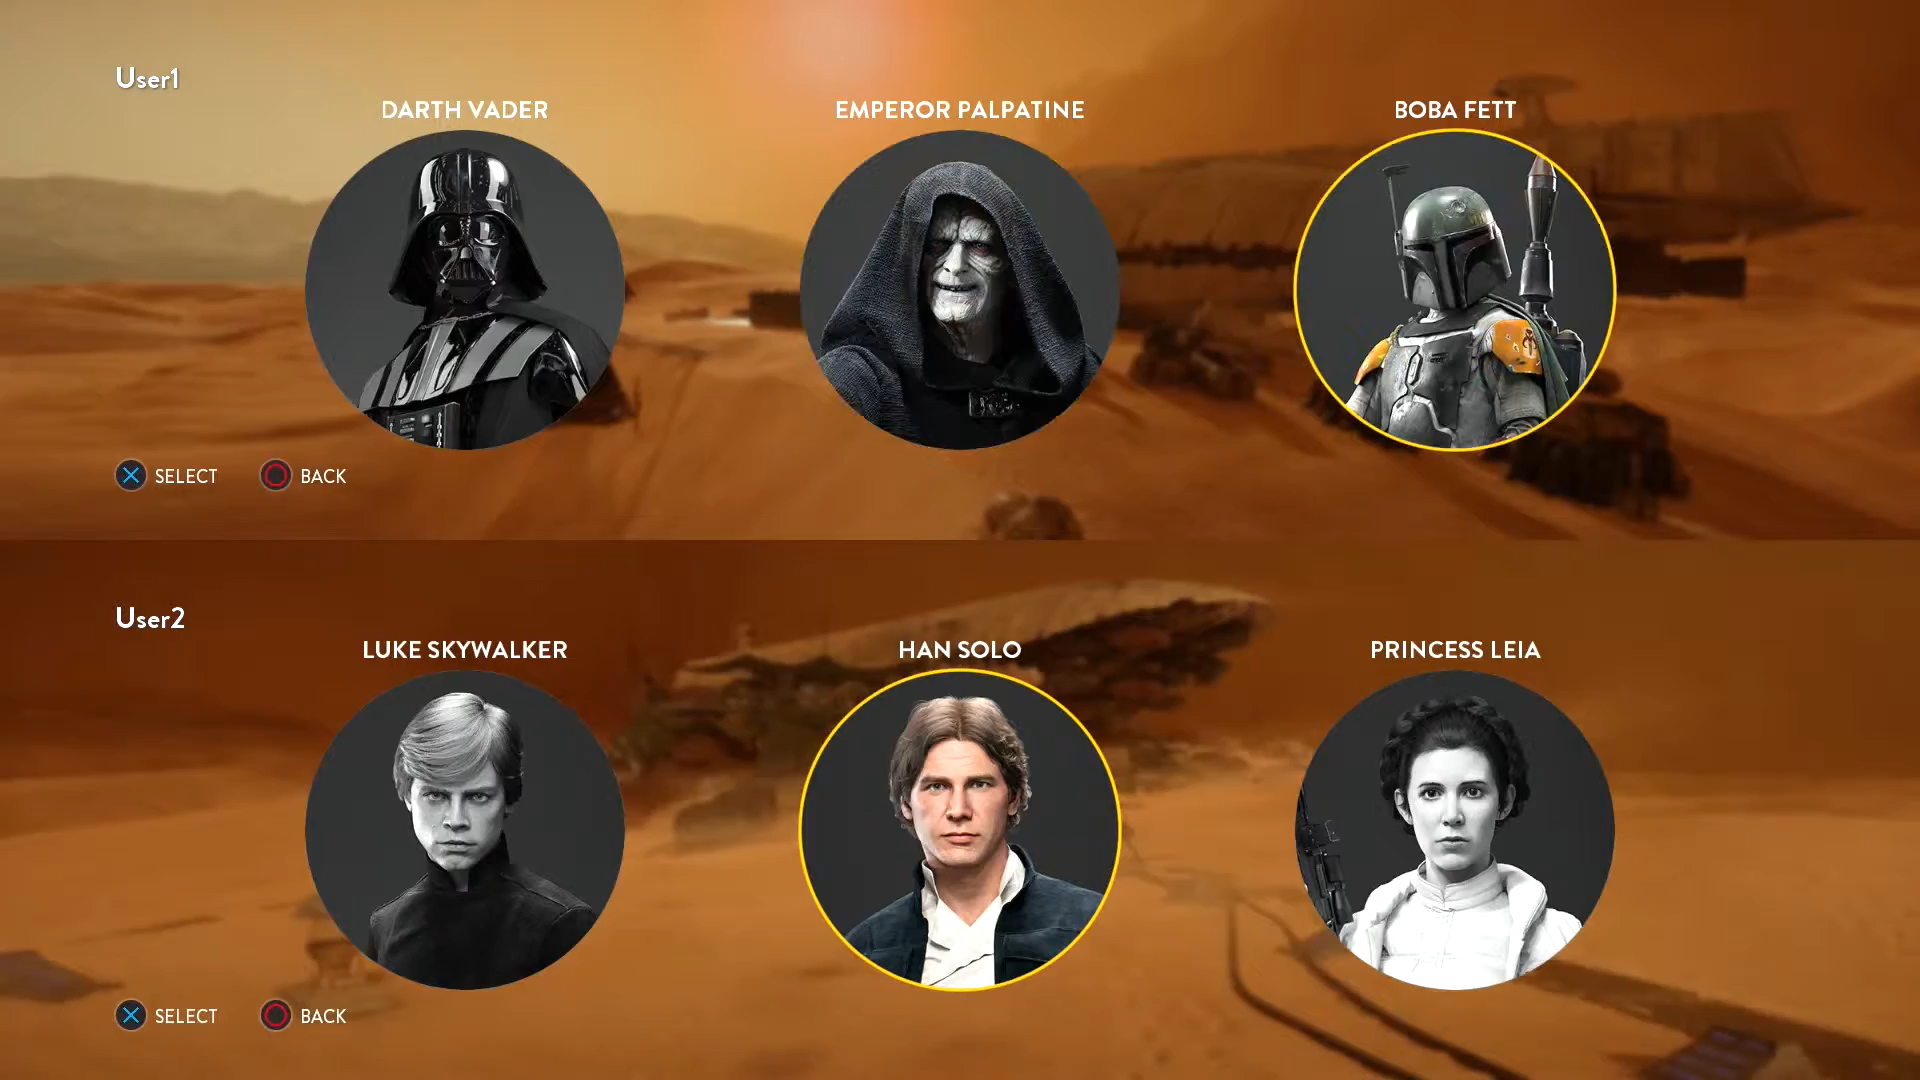 User1
DARTH VADER
EMPEROR PALPATINE
BOBA FETT
SELECT
BACK
User2
LUKE SKYWALKER
HAN SOLO
PRINCESS LEIA
SELECT
BACK